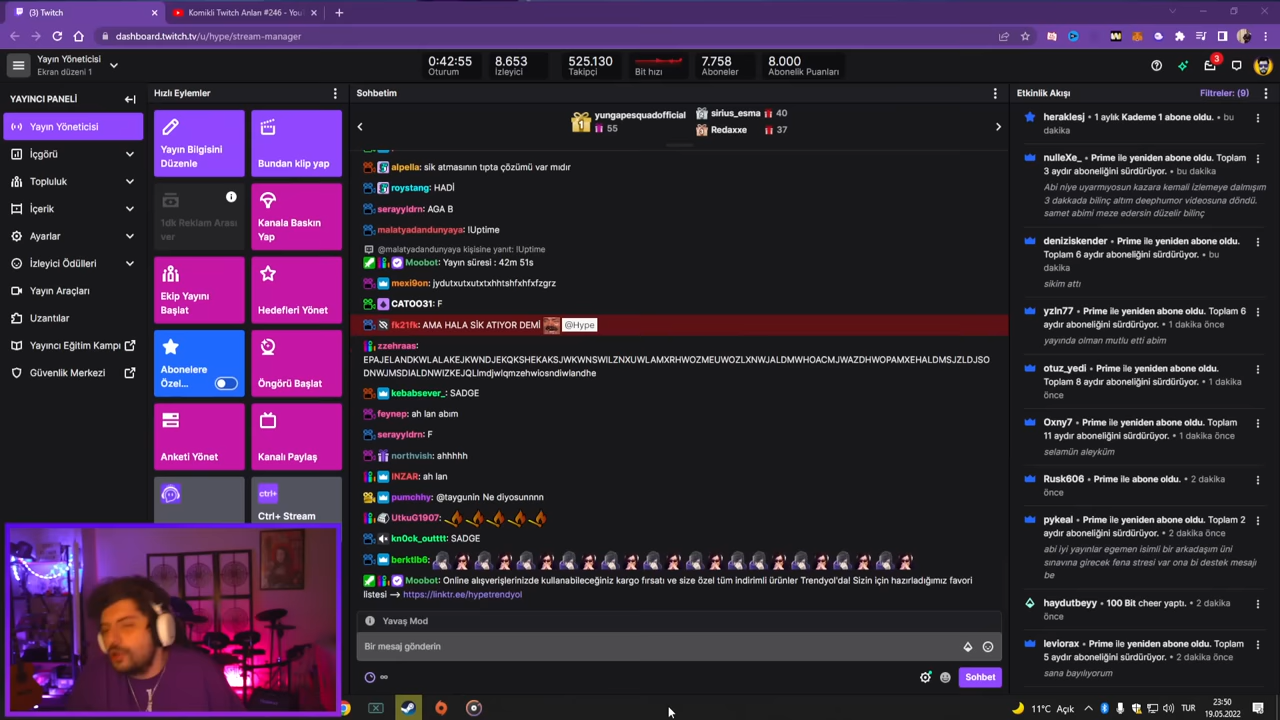 (3) Twitch
Komikli Twitch Anları #246 - You
dashboard.twitch.tv/u/hype/stream-manager
Yayın Yöneticisi
Ekran düzeni 1
0:42:55
Oturum
8.653
İzleyici
525.130
Takipçi
Bit hızı
7.758
Aboneler
8.000
Abonelik Puanları
3
YAYINCI PANELİ
Yayın Yöneticisi
İçgörü
Topluluk
İçerik
Ayarlar
İzleyici Ödülleri
Yayın Araçları
Uzantılar
Yayıncı Eğitim Kampı
Güvenlik Merkezi
Hızlı Eylemler
Yayın Bilgisini
Düzenle
Bundan klip yap
1dk Reklam Arası
ver
Kanala Baskın
Yap
Ekip Yayını
Başlat
Hedefleri Yönet
Abonelere
Özel...
Öngörü Başlat
Anketi Yönet
Kanalı Paylaş
ctrl+
Ctrl+ Stream
Sohbetim
1
yungapesquadofficial
55
sirius_esma 40
Redaxxe 37
alpella: sik atmasının tıpta çözümü var mıdır
roystang: HADİ
serayyldrn: AGA B
malatyadandunyaya: !Uptime
@malatyadandunyaya kişisine yanıt: !Uptime
Moobot: Yayın süresi : 42m 51s
mexi9on: jydutxutxutxtxhhtshfxhfxfzgrz
CATOO31: F
fk21fk: AMA HALA SİK ATIYOR DEMİ @Hype
zzehraas:
EPAJELANDKWLALAKEJKWNDJEKQKSHEKAKSJWKWNSWILZNXUWLAMXRHWOZMEUWOZLXNWJALDMWHOACMJWAZDHWOPAMXEHALDMSJZLDJSO
DNWJMSDIALDNWIZKEJQLlmdjwlqmzehwiosndiwlandhe
kebabsever_: SADGE
feynep: ah lan abım
serayyldrn: F
northvish: ahhhhh
INZAR: ah lan
pumchhy: @taygunin Ne diyosunnnn
UtkuG1907:
kn0ck_outttt: SADGE
berktlb6:
Moobot: Online alışverişlerinizde kullanabileceğiniz kargo fırsatı ve size özel tüm indirimli ürünler Trendyol'da! Sizin için hazırladığımız favori
listesi --> https://linktr.ee/hypetrendyol
Yavaş Mod
Bir mesaj gönderin
∞
Sohbet
Etkinlik Akışı
Filtreler: (9)
heraklesj • 1 aylık Kademe 1 abone oldu. • bu
dakika
nulleXe_ • Prime ile yeniden abone oldu. Toplam
3 aydır aboneliğini sürdürüyor. • bu dakika
Abi niye uyarmıyosun kazara kemali izlemeye dalmışım
3 dakkada bilinç altım deephumor videosuna döndü.
samet abimi meze edersin düzelir bilinç
deniziskender • Prime ile yeniden abone oldu.
Toplam 6 aydır aboneliğini sürdürüyor. • bu
dakika
sikim attı
yzln77 • Prime ile yeniden abone oldu. Toplam 6
aydır aboneliğini sürdürüyor. • 1 dakika önce
yayında olman mutlu etti abim
otuz_yedi • Prime ile yeniden abone oldu.
Toplam 8 aydır aboneliğini sürdürüyor. • 1 dakika
önce
Oxny7 • Prime ile yeniden abone oldu. Toplam
11 aydır aboneliğini sürdürüyor. • 1 dakika önce
selamün aleyküm
Rusk606 • Prime ile abone oldu. • 2 dakika
önce
pykeal • Prime ile yeniden abone oldu. Toplam 2
aydır aboneliğini sürdürüyor. • 2 dakika önce
abi iyi yayınlar egemen isimli bir arkadaşım üni
sınavına girecek fena stresi var ona bi destek mesajı
be
haydutbeyy • 100 Bit cheer yaptı. • 2 dakika
önce
leviorax • Prime ile yeniden abone oldu. Toplam
5 aydır aboneliğini sürdürüyor. • 2 dakika önce
sana bayılıyorum
11°C Açık
TUR
23:50
19.05.2022